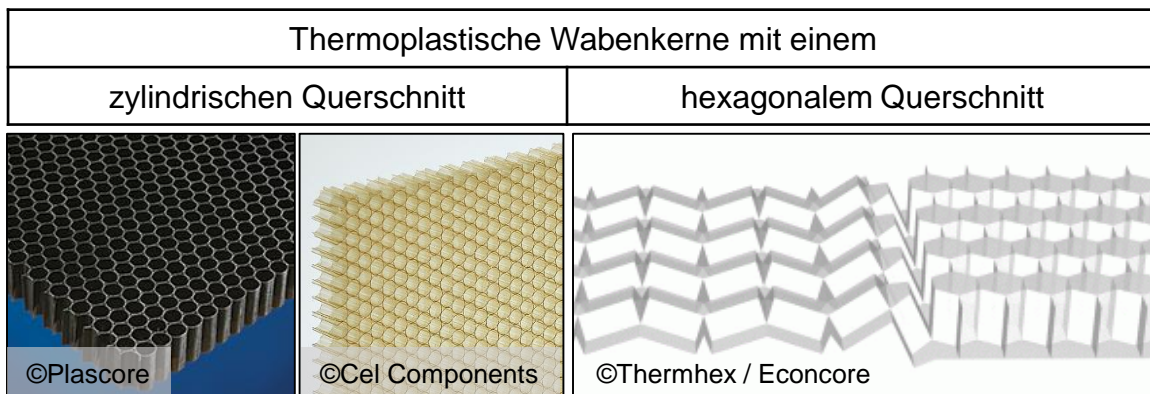 Thermoplastische Wabenkerne mit einem
zylindrischen Querschnitt
hexagonalem Querschnitt
©Plascore
©Cel Components
©Thermhex / Econcore